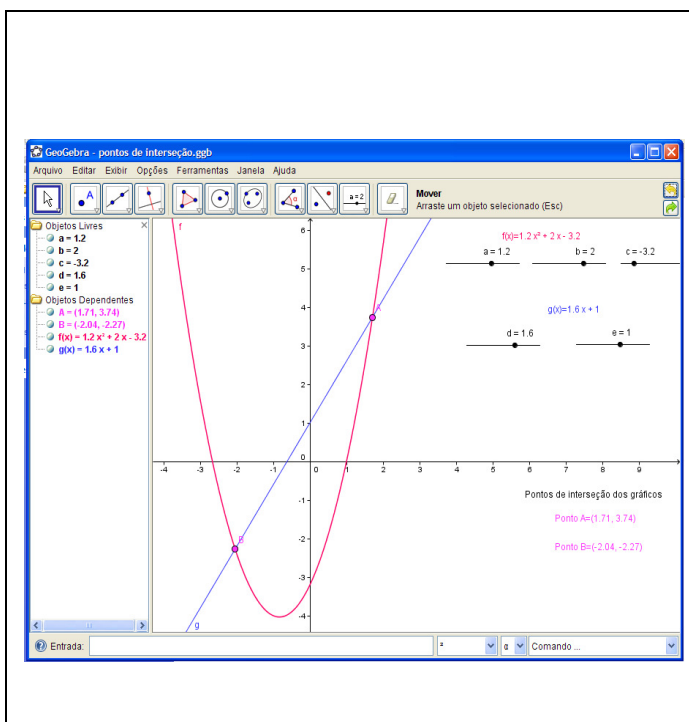 GeoGebra - pontos de interseção.ggb
Arquivo Editar Exibir Opções Ferramentas Janela Ajuda
A
α
a=2
Mover
Arraste um objeto selecionado (Esc)
Objetos Livres
a = 1.2
b = 2
c = -3.2
d = 1.6
e = 1
Objetos Dependentes
A = (1.71, 3.74)
B = (-2.04, -2.27)
f(x) = 1.2 x² + 2 x - 3.2
g(x) = 1.6 x + 1
f
6
5
4
3
2
1
0
-1
-2
-3
-4
-4 -3 -2 -1 0 1 2 3 4 5 6 7 8 9
A
B
g
f(x)=1.2 x² + 2 x - 3.2
a = 1.2 b = 2 c = -3.2
g(x)=1.6 x + 1
d = 1.6 e = 1
Pontos de interseção dos gráficos
Ponto A=(1.71, 3.74)
Ponto B=(-2.04, -2.27)
Entrada: ² α Comando ...